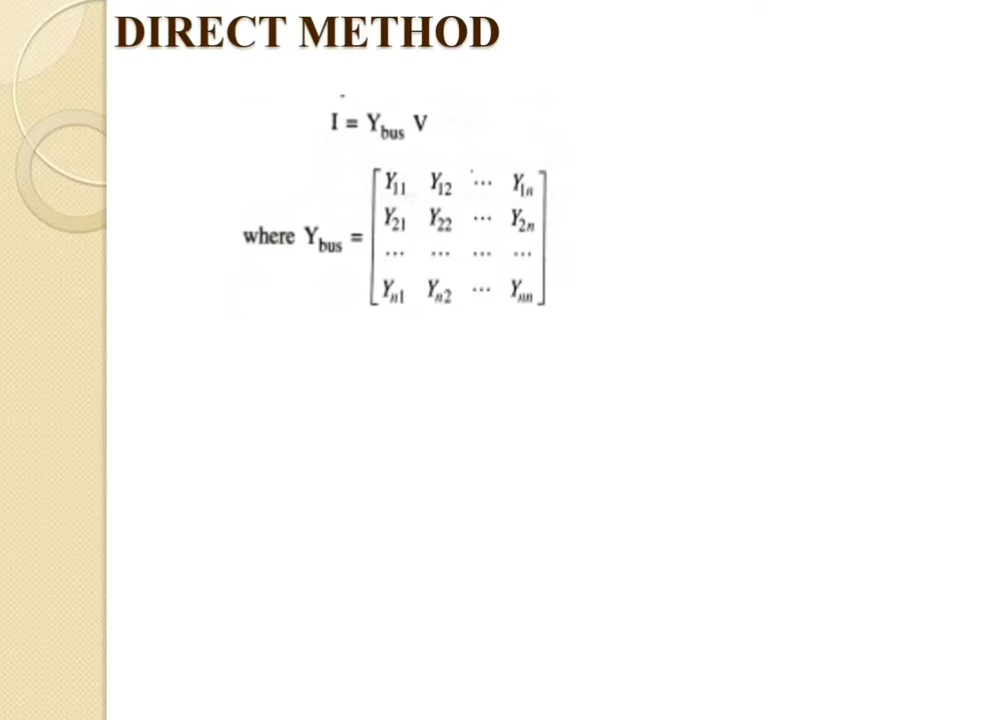 DIRECT METHOD
I = Ybus V
where Ybus =
Y11 Y12 ... Y1n
Y21 Y22 ... Y2n
... ... ... ...
Yn1 Yn2 ... Ynn